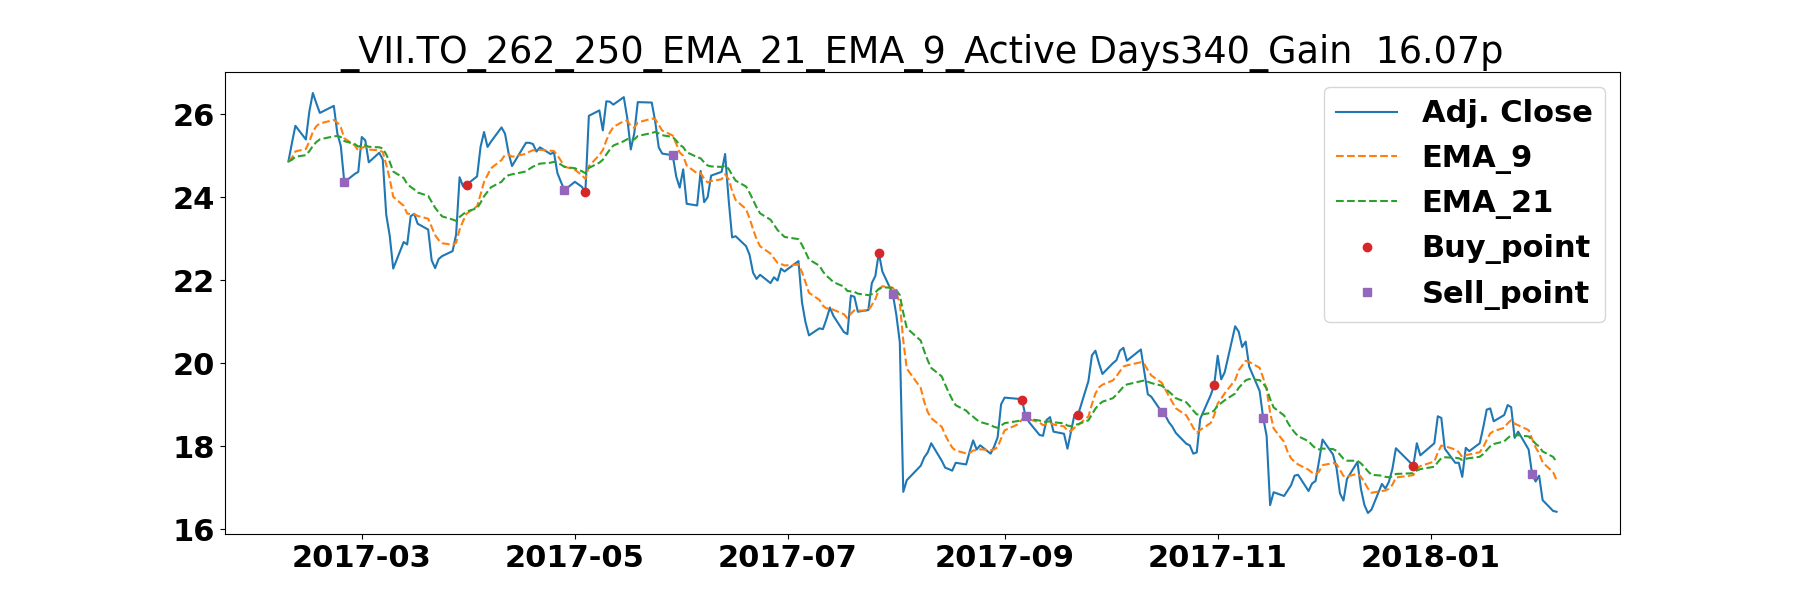 _VII.TO_262_250_EMA_21_EMA_9_Active Days340_Gain  16.07p
26
24
22
20
18
16
Adj. Close
EMA_9
EMA_21
Buy_point
Sell_point
2017-03 2017-05 2017-07 2017-09 2017-11 2018-01